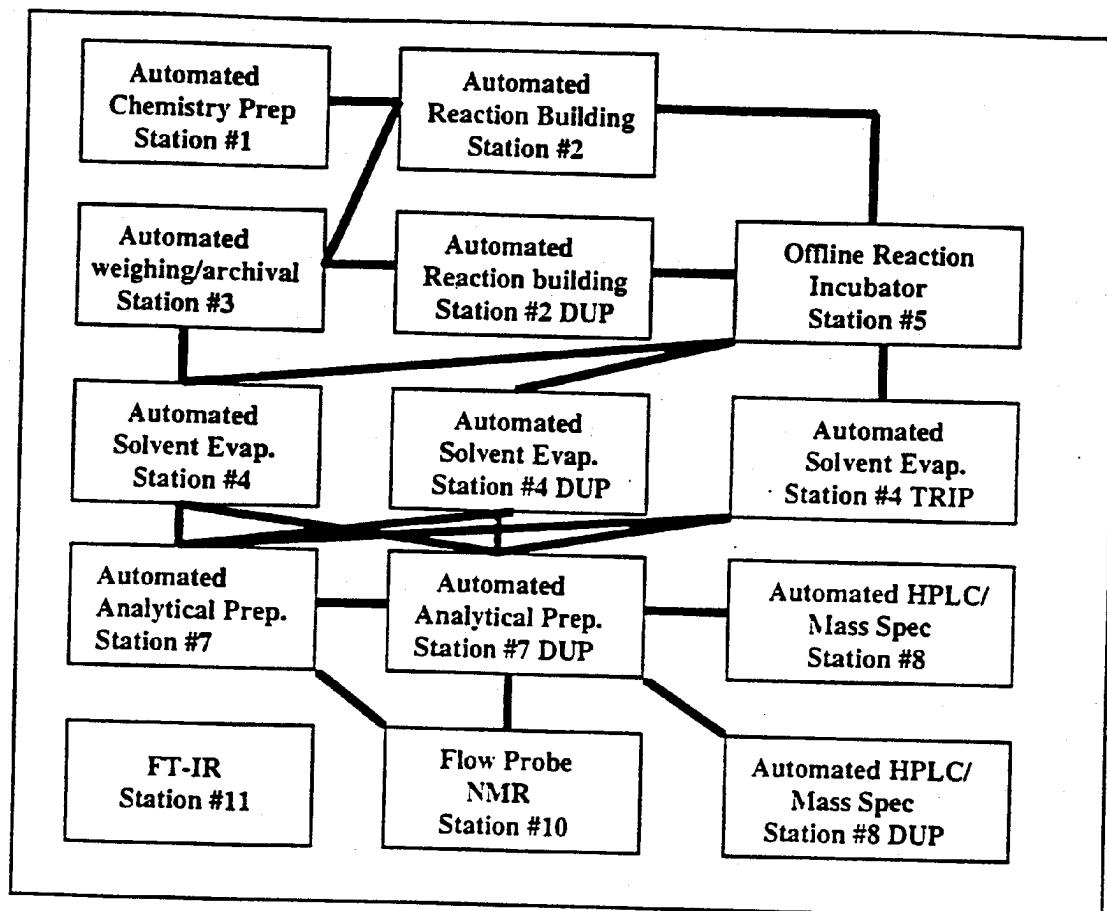 Automated
Chemistry Prep
Station #1
Automated
Reaction Building
Station #2
Automated
weighing/archival
Station #3
Automated
Reaction building
Station #2 DUP
Offline Reaction
Incubator
Station #5
Automated
Solvent Evap.
Station #4
Automated
Solvent Evap.
Station #4 DUP
Automated
Solvent Evap.
Station #4 TRIP
Automated
Analytical Prep.
Station #7
Automated
Analytical Prep.
Station #7 DUP
Automated HPLC/
Mass Spec
Station #8
FT-IR
Station #11
Flow Probe
NMR
Station #10
Automated HPLC/
Mass Spec
Station #8 DUP